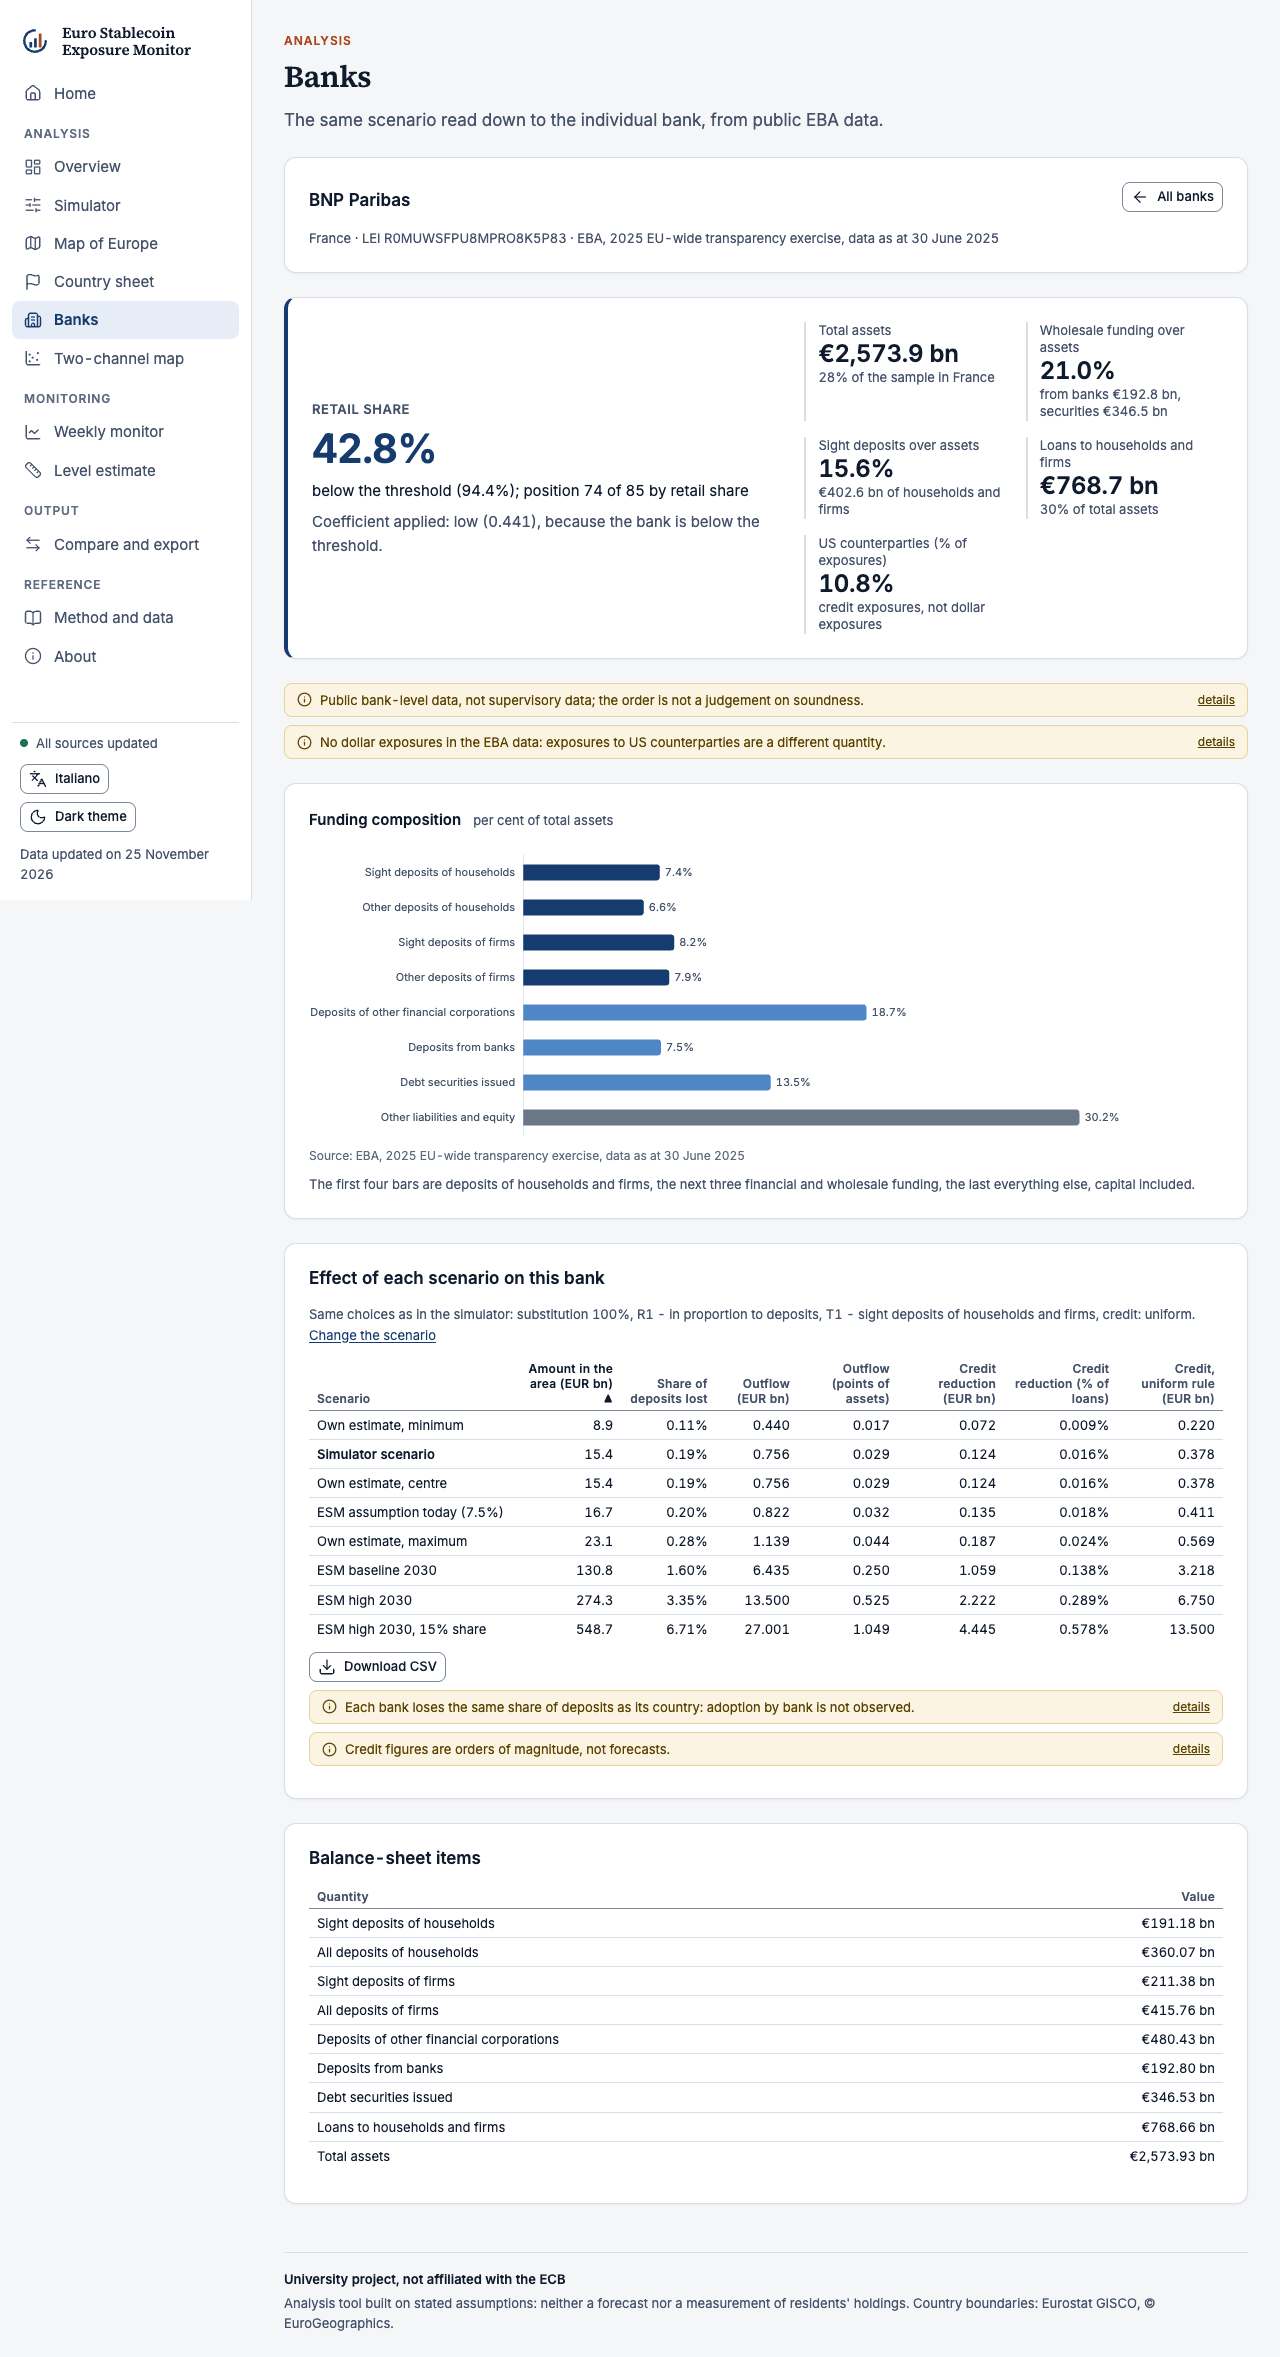 Euro Stablecoin
Exposure Monitor
Home
ANALYSIS
Overview
Simulator
Map of Europe
Country sheet
Banks
Two-channel map
MONITORING
Weekly monitor
Level estimate
OUTPUT
Compare and export
REFERENCE
Method and data
About
All sources updated
Italiano
Dark theme
Data updated on 25 November
2026
ANALYSIS
Banks
The same scenario read down to the individual bank, from public EBA data.
BNP Paribas
All banks
France · LEI R0MUWSFPU8MPRO8K5P83 · EBA, 2025 EU-wide transparency exercise, data as at 30 June 2025
RETAIL SHARE
42.8%
below the threshold (94.4%); position 74 of 85 by retail share
Coefficient applied: low (0.441), because the bank is below the
threshold.
Total assets
€2,573.9 bn
28% of the sample in France
Wholesale funding over
assets
21.0%
from banks €192.8 bn,
securities €346.5 bn
Sight deposits over assets
15.6%
€402.6 bn of households and
firms
Loans to households and
firms
€768.7 bn
30% of total assets
US counterparties (% of
exposures)
10.8%
credit exposures, not dollar
exposures
Public bank-level data, not supervisory data; the order is not a judgement on soundness. details
No dollar exposures in the EBA data: exposures to US counterparties are a different quantity. details
Funding composition per cent of total assets
Sight deposits of households 7.4%
Other deposits of households 6.6%
Sight deposits of firms 8.2%
Other deposits of firms 7.9%
Deposits of other financial corporations 18.7%
Deposits from banks 7.5%
Debt securities issued 13.5%
Other liabilities and equity 30.2%
Source: EBA, 2025 EU-wide transparency exercise, data as at 30 June 2025
The first four bars are deposits of households and firms, the next three financial and wholesale funding, the last everything else, capital included.
Effect of each scenario on this bank
Same choices as in the simulator: substitution 100%, R1 - in proportion to deposits, T1 - sight deposits of households and firms, credit: uniform.
Change the scenario
Scenario Amount in the area (EUR bn) ▲ Share of deposits lost Outflow (EUR bn) Outflow (points of assets) Credit reduction (EUR bn) Credit reduction (% of loans) Credit, uniform rule (EUR bn)
Own estimate, minimum 8.9 0.11% 0.440 0.017 0.072 0.009% 0.220
Simulator scenario 15.4 0.19% 0.756 0.029 0.124 0.016% 0.378
Own estimate, centre 15.4 0.19% 0.756 0.029 0.124 0.016% 0.378
ESM assumption today (7.5%) 16.7 0.20% 0.822 0.032 0.135 0.018% 0.411
Own estimate, maximum 23.1 0.28% 1.139 0.044 0.187 0.024% 0.569
ESM baseline 2030 130.8 1.60% 6.435 0.250 1.059 0.138% 3.218
ESM high 2030 274.3 3.35% 13.500 0.525 2.222 0.289% 6.750
ESM high 2030, 15% share 548.7 6.71% 27.001 1.049 4.445 0.578% 13.500
Download CSV
Each bank loses the same share of deposits as its country: adoption by bank is not observed. details
Credit figures are orders of magnitude, not forecasts. details
Balance-sheet items
Quantity Value
Sight deposits of households €191.18 bn
All deposits of households €360.07 bn
Sight deposits of firms €211.38 bn
All deposits of firms €415.76 bn
Deposits of other financial corporations €480.43 bn
Deposits from banks €192.80 bn
Debt securities issued €346.53 bn
Loans to households and firms €768.66 bn
Total assets €2,573.93 bn
University project, not affiliated with the ECB
Analysis tool built on stated assumptions: neither a forecast nor a measurement of residents' holdings. Country boundaries: Eurostat GISCO, ©
EuroGeographics.